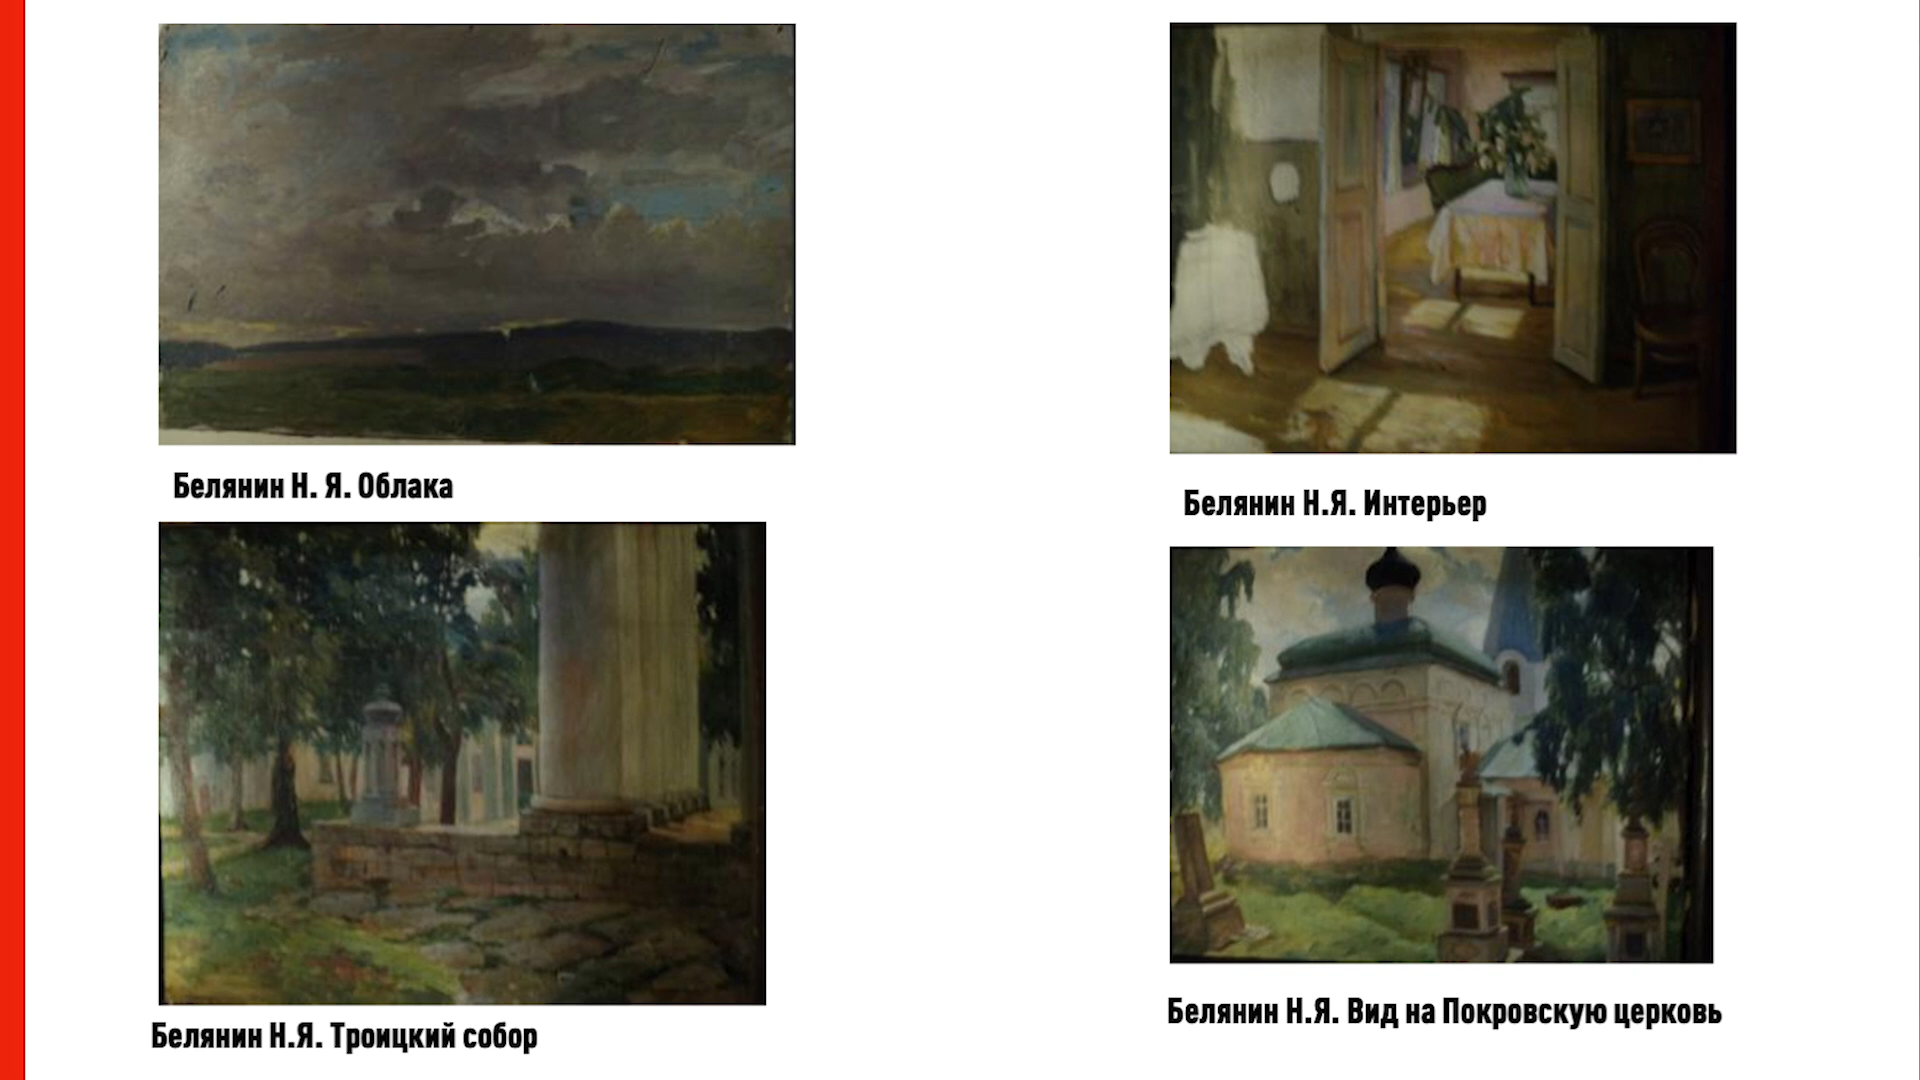 Белянин Н. Я. Облака
Белянин Н.Я. Интерьер
Белянин Н.Я. Троицкий собор
Белянин Н.Я. Вид на Покровскую церковь